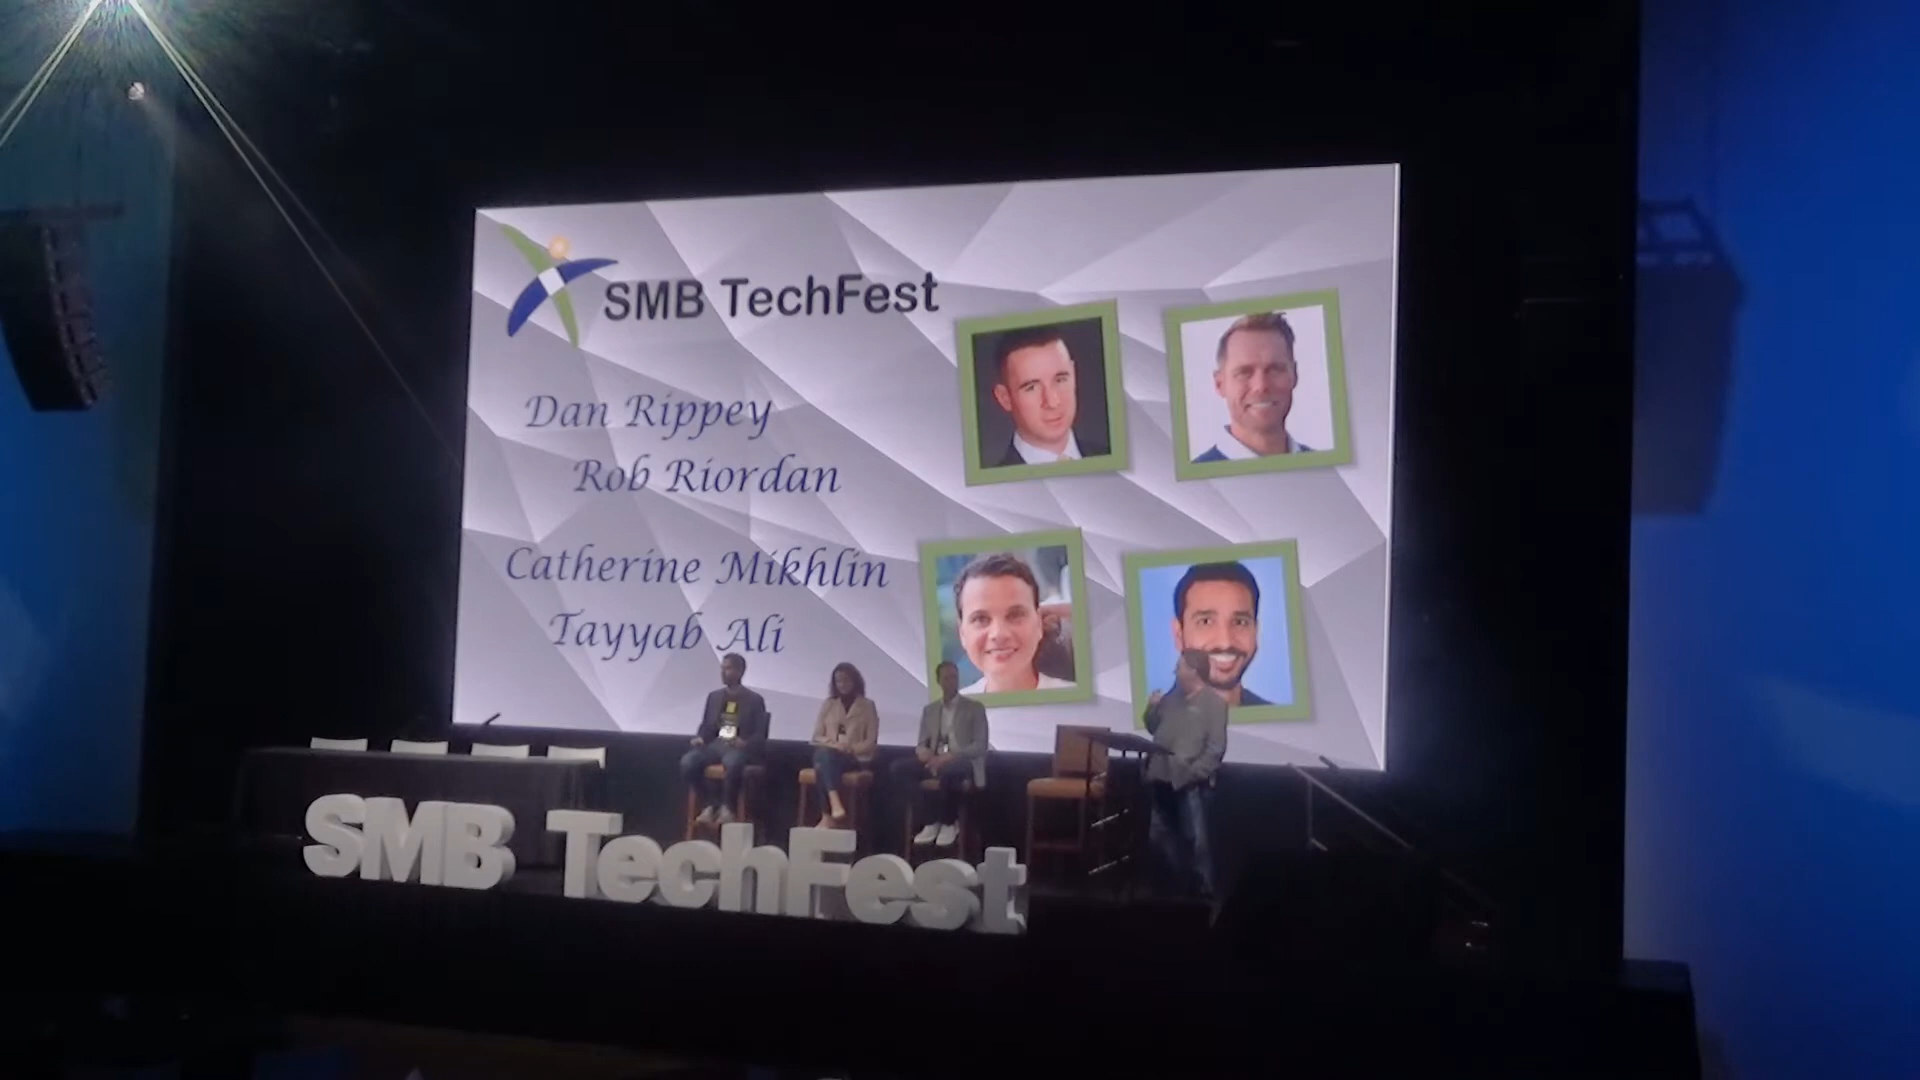 SMB TechFest
Dan Rippey
Rob Riordan
Catherine Mikhlin
Tayyab Ali
SMB TechFest